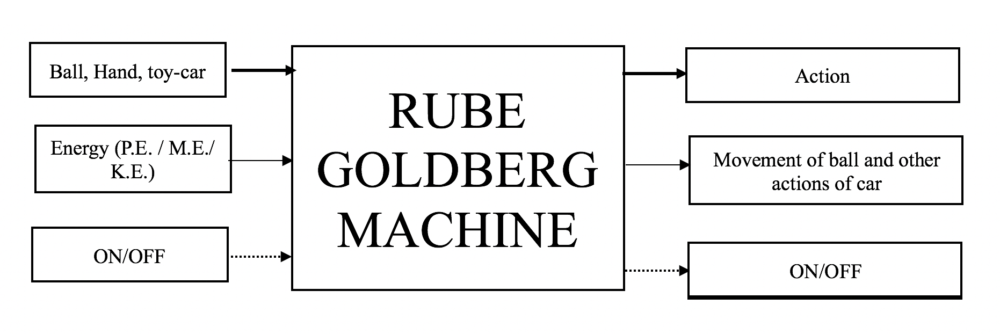 Ball, Hand, toy-car
Energy (P.E. / M.E./
K.E.)
ON/OFF
RUBE
GOLDBERG
MACHINE
Action
Movement of ball and other
actions of car
ON/OFF